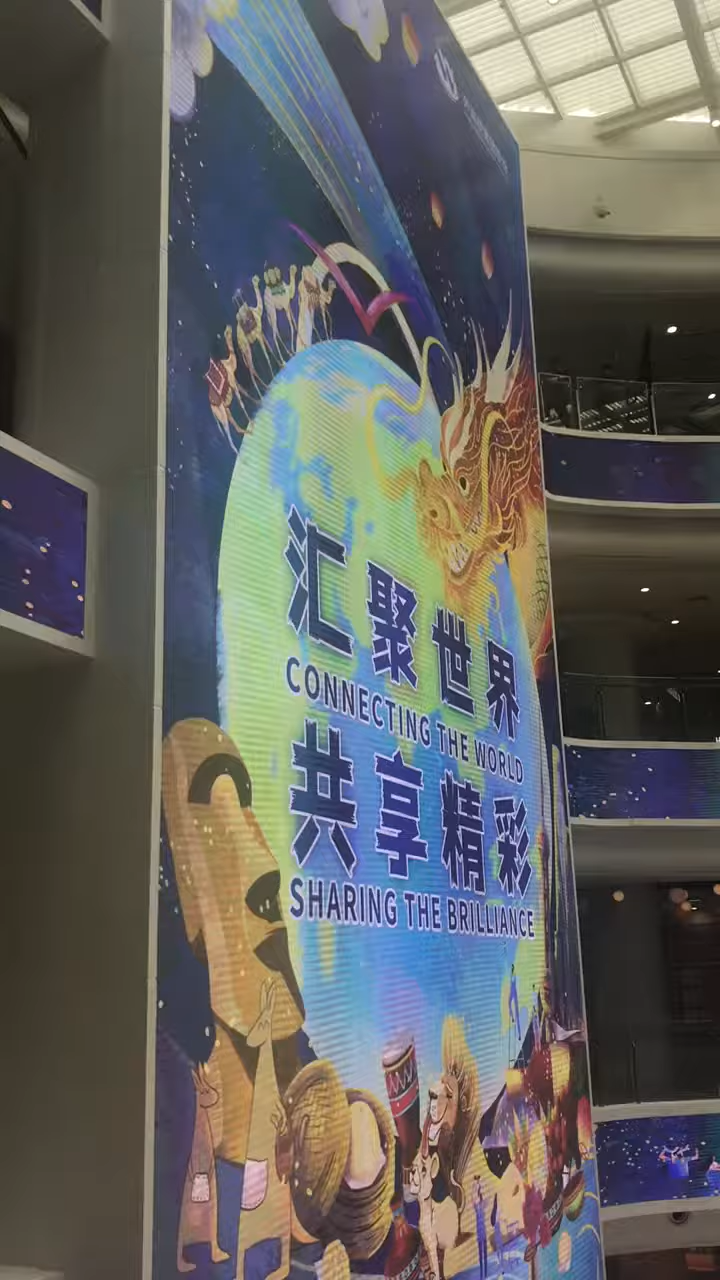 汇聚世界
CONNECTING THE WORLD
共享精彩
SHARING THE BRILLIANCE